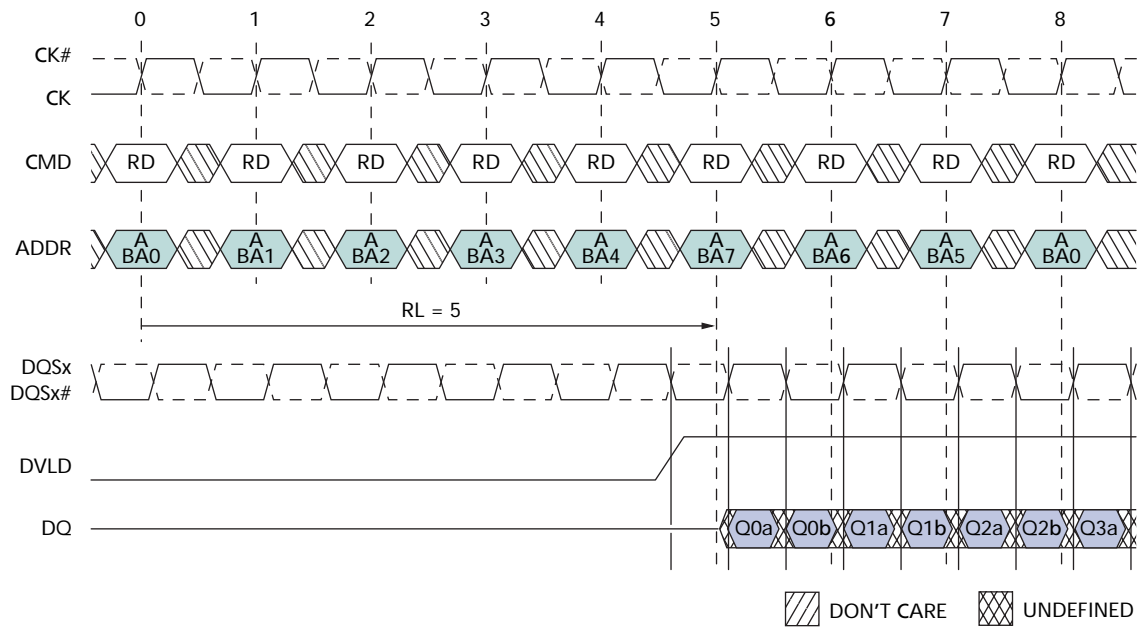 0 1 2 3 4 5 6 7 8
CK#
CK
CMD RD RD RD RD RD RD RD RD RD
ADDR A A A A A A A A A
BA0 BA1 BA2 BA3 BA4 BA7 BA6 BA5 BA0
RL = 5
DQSx
DQSx#
DVLD
DQ Q0a Q0b Q1a Q1b Q2a Q2b Q3a
DON'T CARE UNDEFINED